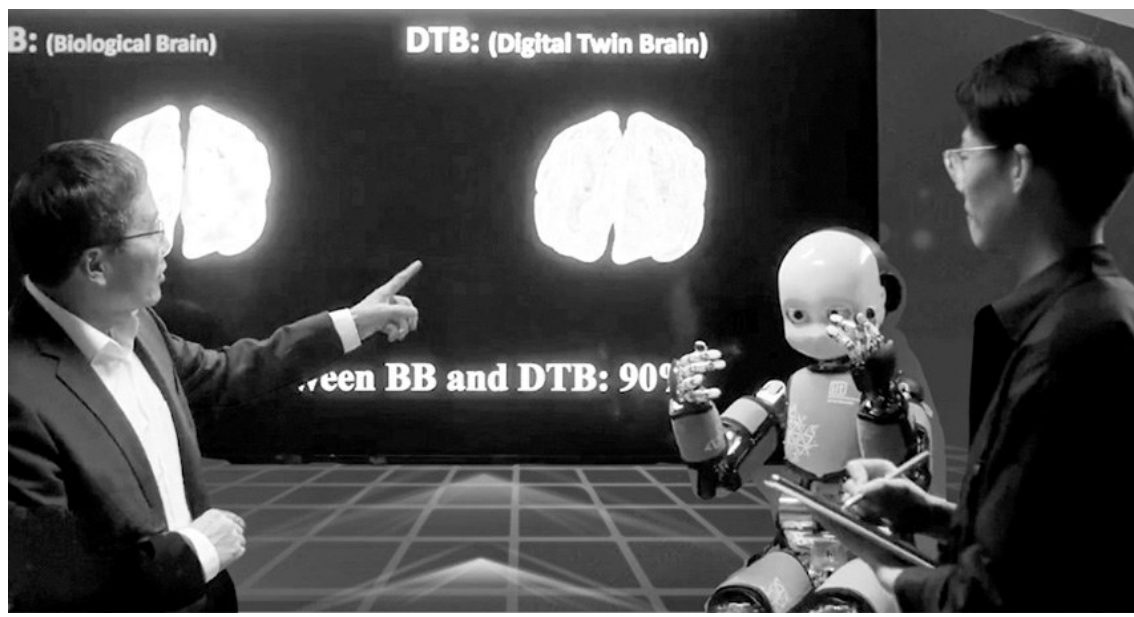 B: (Biological Brain)
DTB: (Digital Twin Brain)
ween BB and DTB: 90%